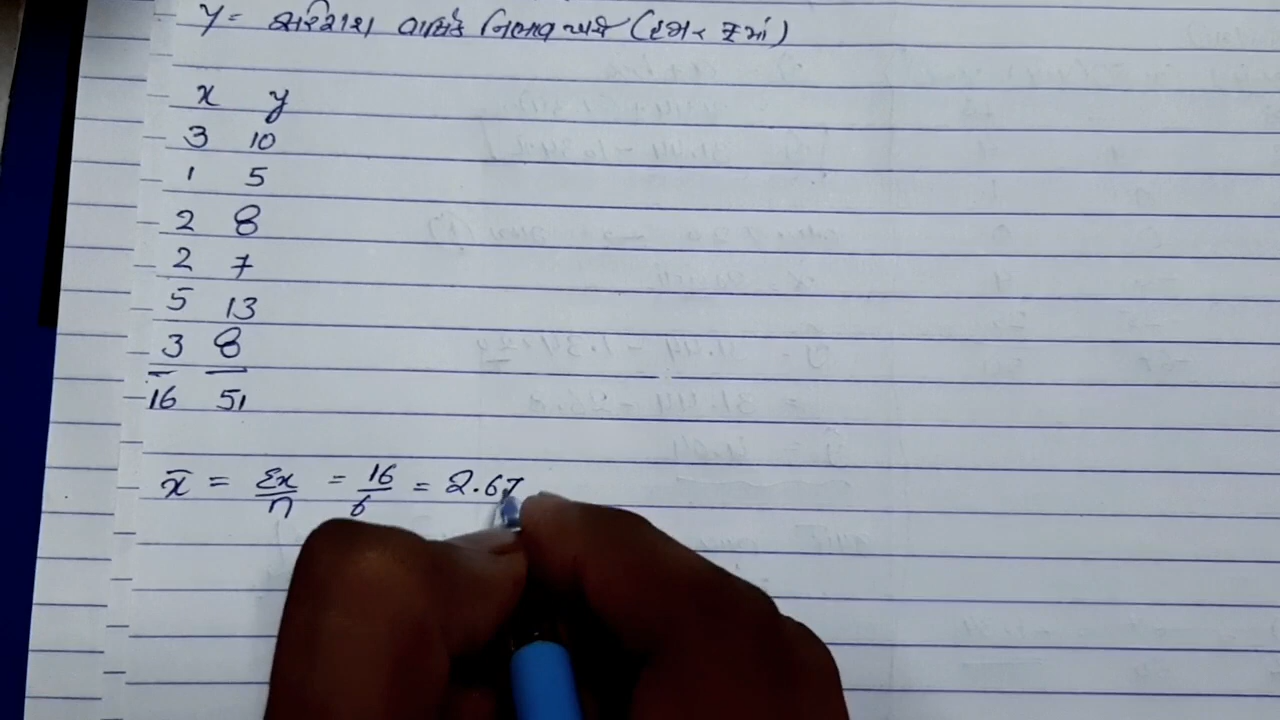 y = સરેરાશ વાર્ષિક નિભાવ ખર્ચ (હજાર ₹ માં)
x y
3 10
1 5
2 8
2 7
5 13
3 8
16 51
x̄ = Σx/n = 16/6 = 2.67